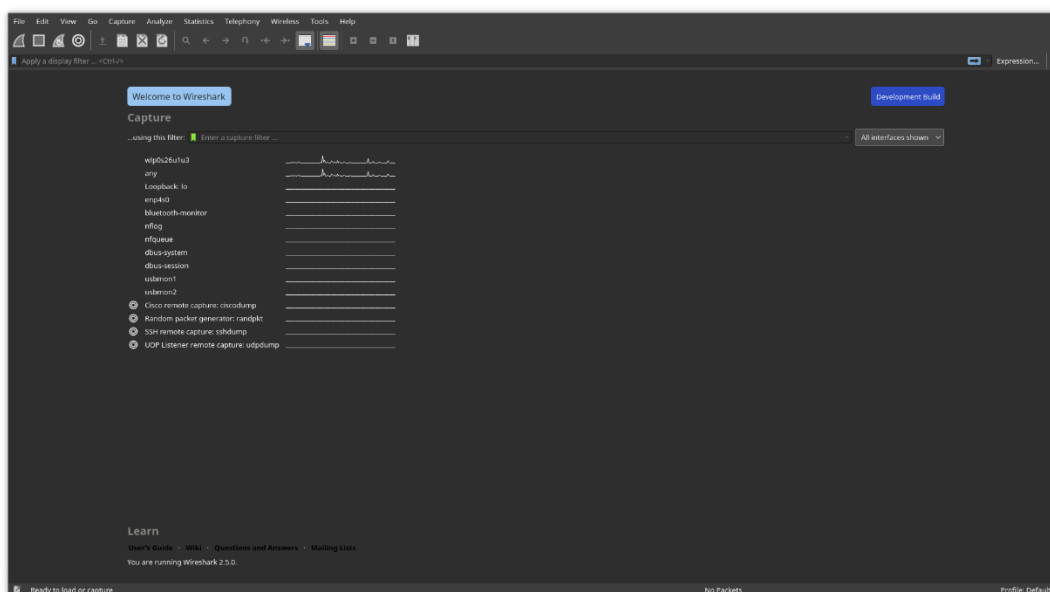 File Edit View Go Capture Analyze Statistics Telephony Wireless Tools Help
Apply a display filter ... <Ctrl-/> Expression...
Welcome to Wireshark Development Build
Capture
...using this filter: Enter a capture filter ... All interfaces shown
wlp0s26u1u3
any
Loopback: lo
enp4s0
bluetooth-monitor
nflog
nfqueue
dbus-system
dbus-session
usbmon1
usbmon2
Cisco remote capture: ciscodump
Random packet generator: randpkt
SSH remote capture: sshdump
UDP Listener remote capture: udpdump
Learn
User's Guide · Wiki · Questions and Answers · Mailing Lists
You are running Wireshark 2.5.0.
Ready to load or capture No Packets Profile: Default